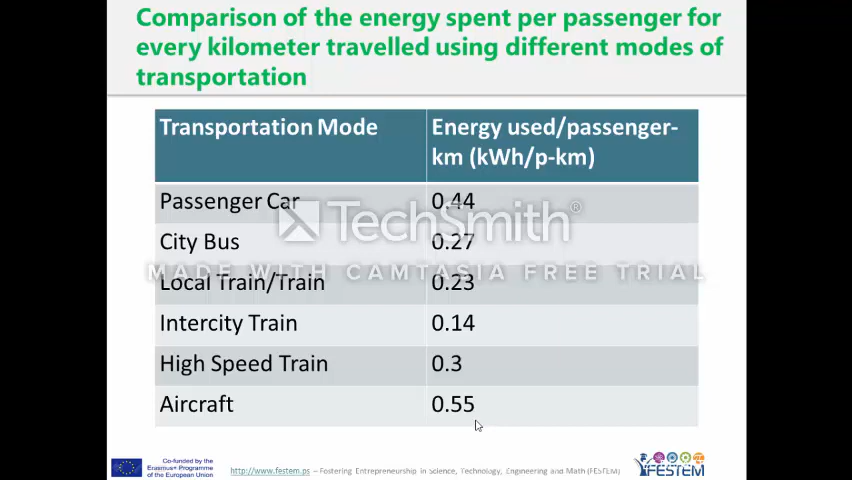 Comparison of the energy spent per passenger for
every kilometer travelled using different modes of
transportation
Transportation Mode
Energy used/passenger-
km (kWh/p-km)
Passenger Car 0.44
City Bus 0.27
Local Train/Train 0.23
Intercity Train 0.14
High Speed Train 0.3
Aircraft 0.55
TechSmith®
MADE WITH CAMTASIA FREE TRIAL
Co-funded by the
Erasmus+ Programme
of the European Union
http://www.festem.ps – Fostering Entrepreneurship in Science, Technology, Engineering and Math (FESTEM)
FESTEM